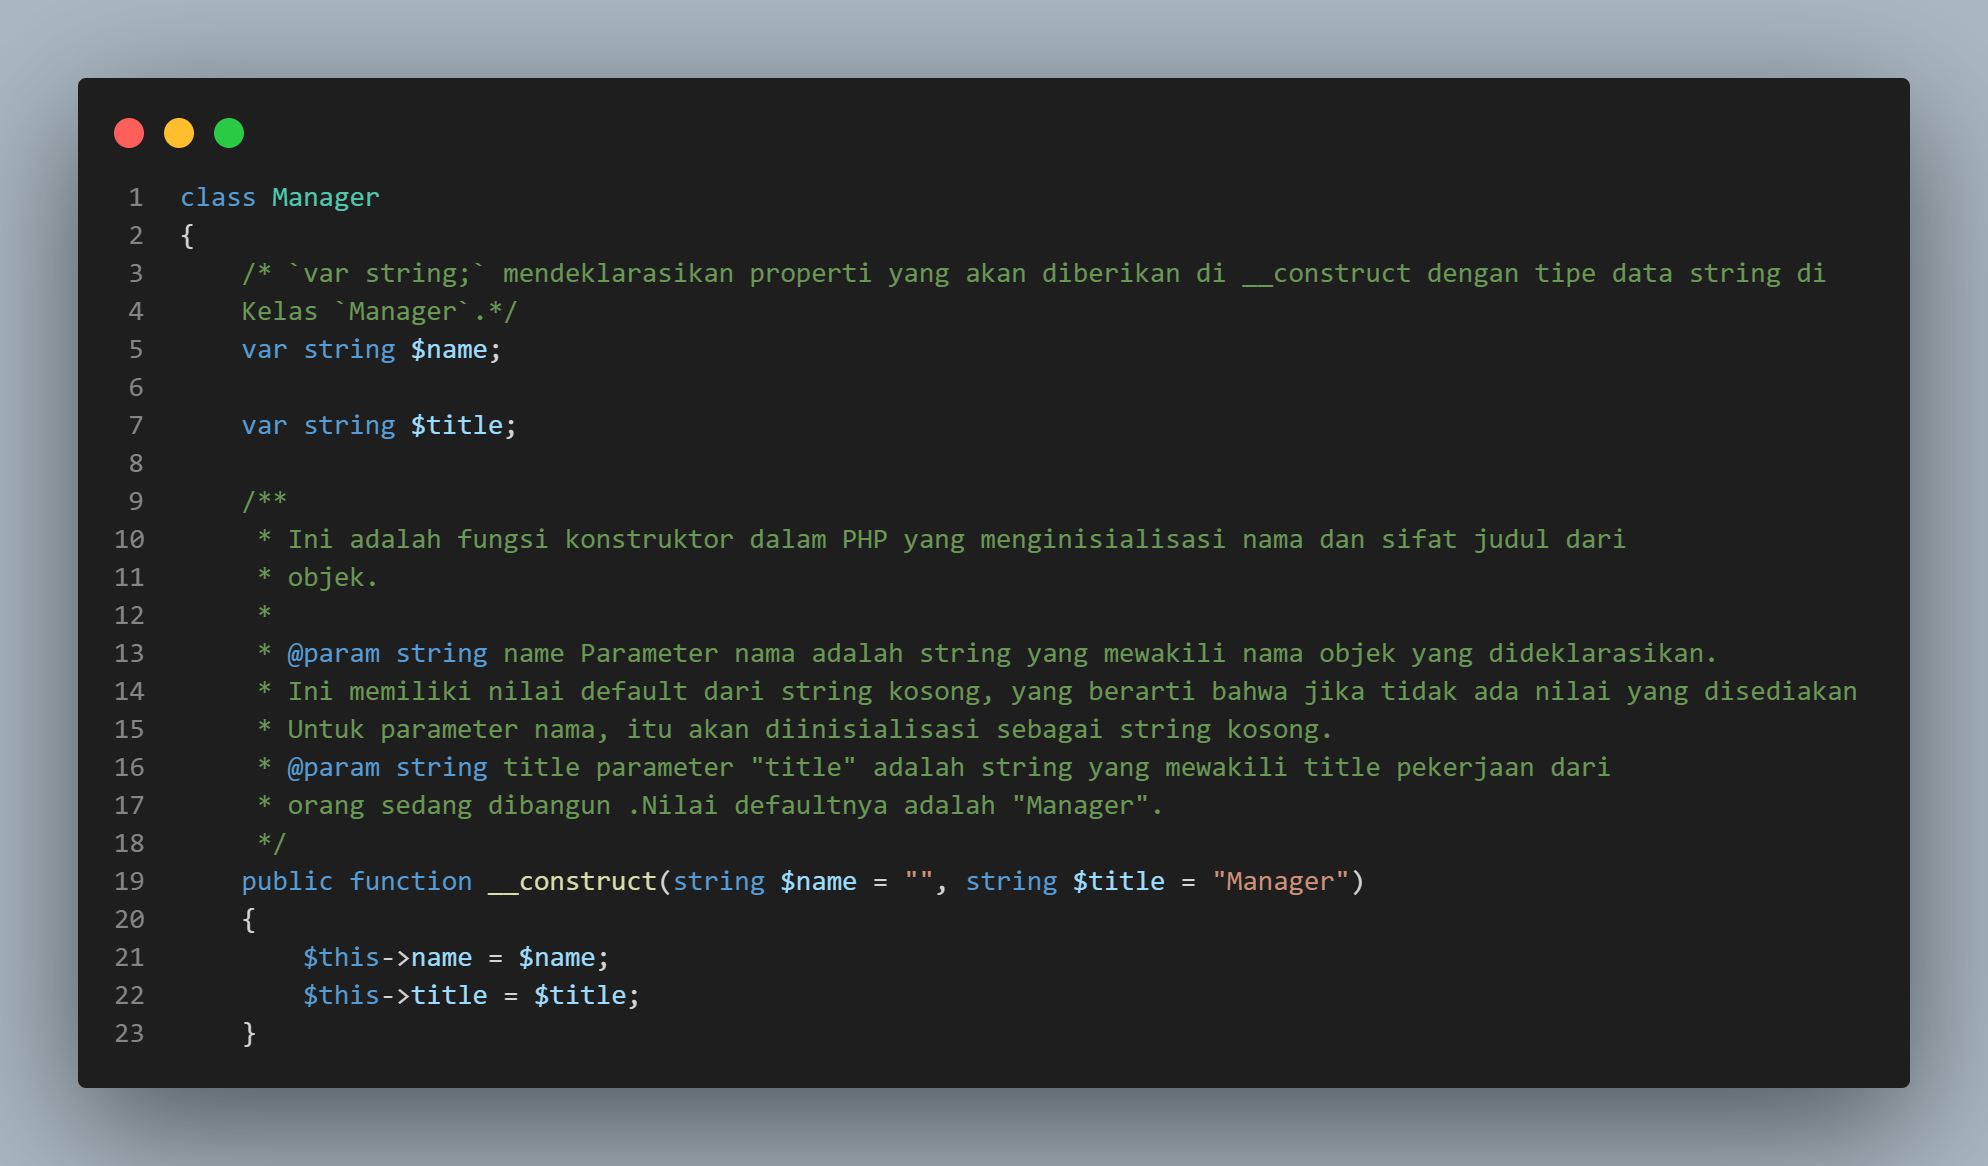 1 class Manager
2 {
3     /* `var string;` mendeklarasikan properti yang akan diberikan di __construct dengan tipe data string di
4     Kelas `Manager`.*/
5     var string $name;
6
7     var string $title;
8
9     /**
10      * Ini adalah fungsi konstruktor dalam PHP yang menginisialisasi nama dan sifat judul dari
11      * objek.
12      *
13      * @param string name Parameter nama adalah string yang mewakili nama objek yang dideklarasikan.
14      * Ini memiliki nilai default dari string kosong, yang berarti bahwa jika tidak ada nilai yang disediakan
15      * Untuk parameter nama, itu akan diinisialisasi sebagai string kosong.
16      * @param string title parameter "title" adalah string yang mewakili title pekerjaan dari
17      * orang sedang dibangun .Nilai defaultnya adalah "Manager".
18      */
19     public function __construct(string $name = "", string $title = "Manager")
20     {
21         $this->name = $name;
22         $this->title = $title;
23     }